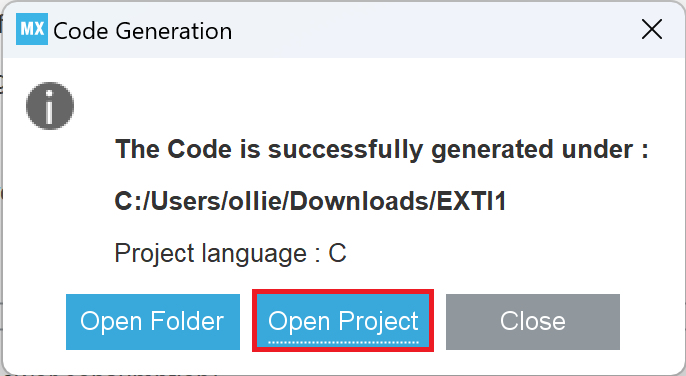 MX Code Generation
The Code is successfully generated under :
C:/Users/ollie/Downloads/EXTI1
Project language : C
Open Folder
Open Project
Close